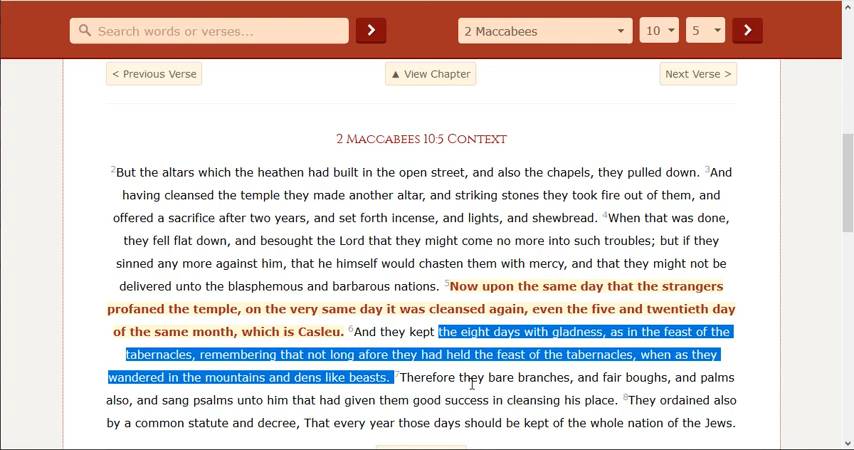 Search words or verses...
2 Maccabees
10
5
< Previous Verse
▲ View Chapter
Next Verse >
2 Maccabees 10:5 Context
2But the altars which the heathen had built in the open street, and also the chapels, they pulled down. 3And
having cleansed the temple they made another altar, and striking stones they took fire out of them, and
offered a sacrifice after two years, and set forth incense, and lights, and shewbread. 4When that was done,
they fell flat down, and besought the Lord that they might come no more into such troubles; but if they
sinned any more against him, that he himself would chasten them with mercy, and that they might not be
delivered unto the blasphemous and barbarous nations. 5Now upon the same day that the strangers
profaned the temple, on the very same day it was cleansed again, even the five and twentieth day
of the same month, which is Casleu. 6And they kept the eight days with gladness, as in the feast of the
tabernacles, remembering that not long afore they had held the feast of the tabernacles, when as they
wandered in the mountains and dens like beasts. 7Therefore they bare branches, and fair boughs, and palms
also, and sang psalms unto him that had given them good success in cleansing his place. 8They ordained also
by a common statute and decree, That every year those days should be kept of the whole nation of the Jews.